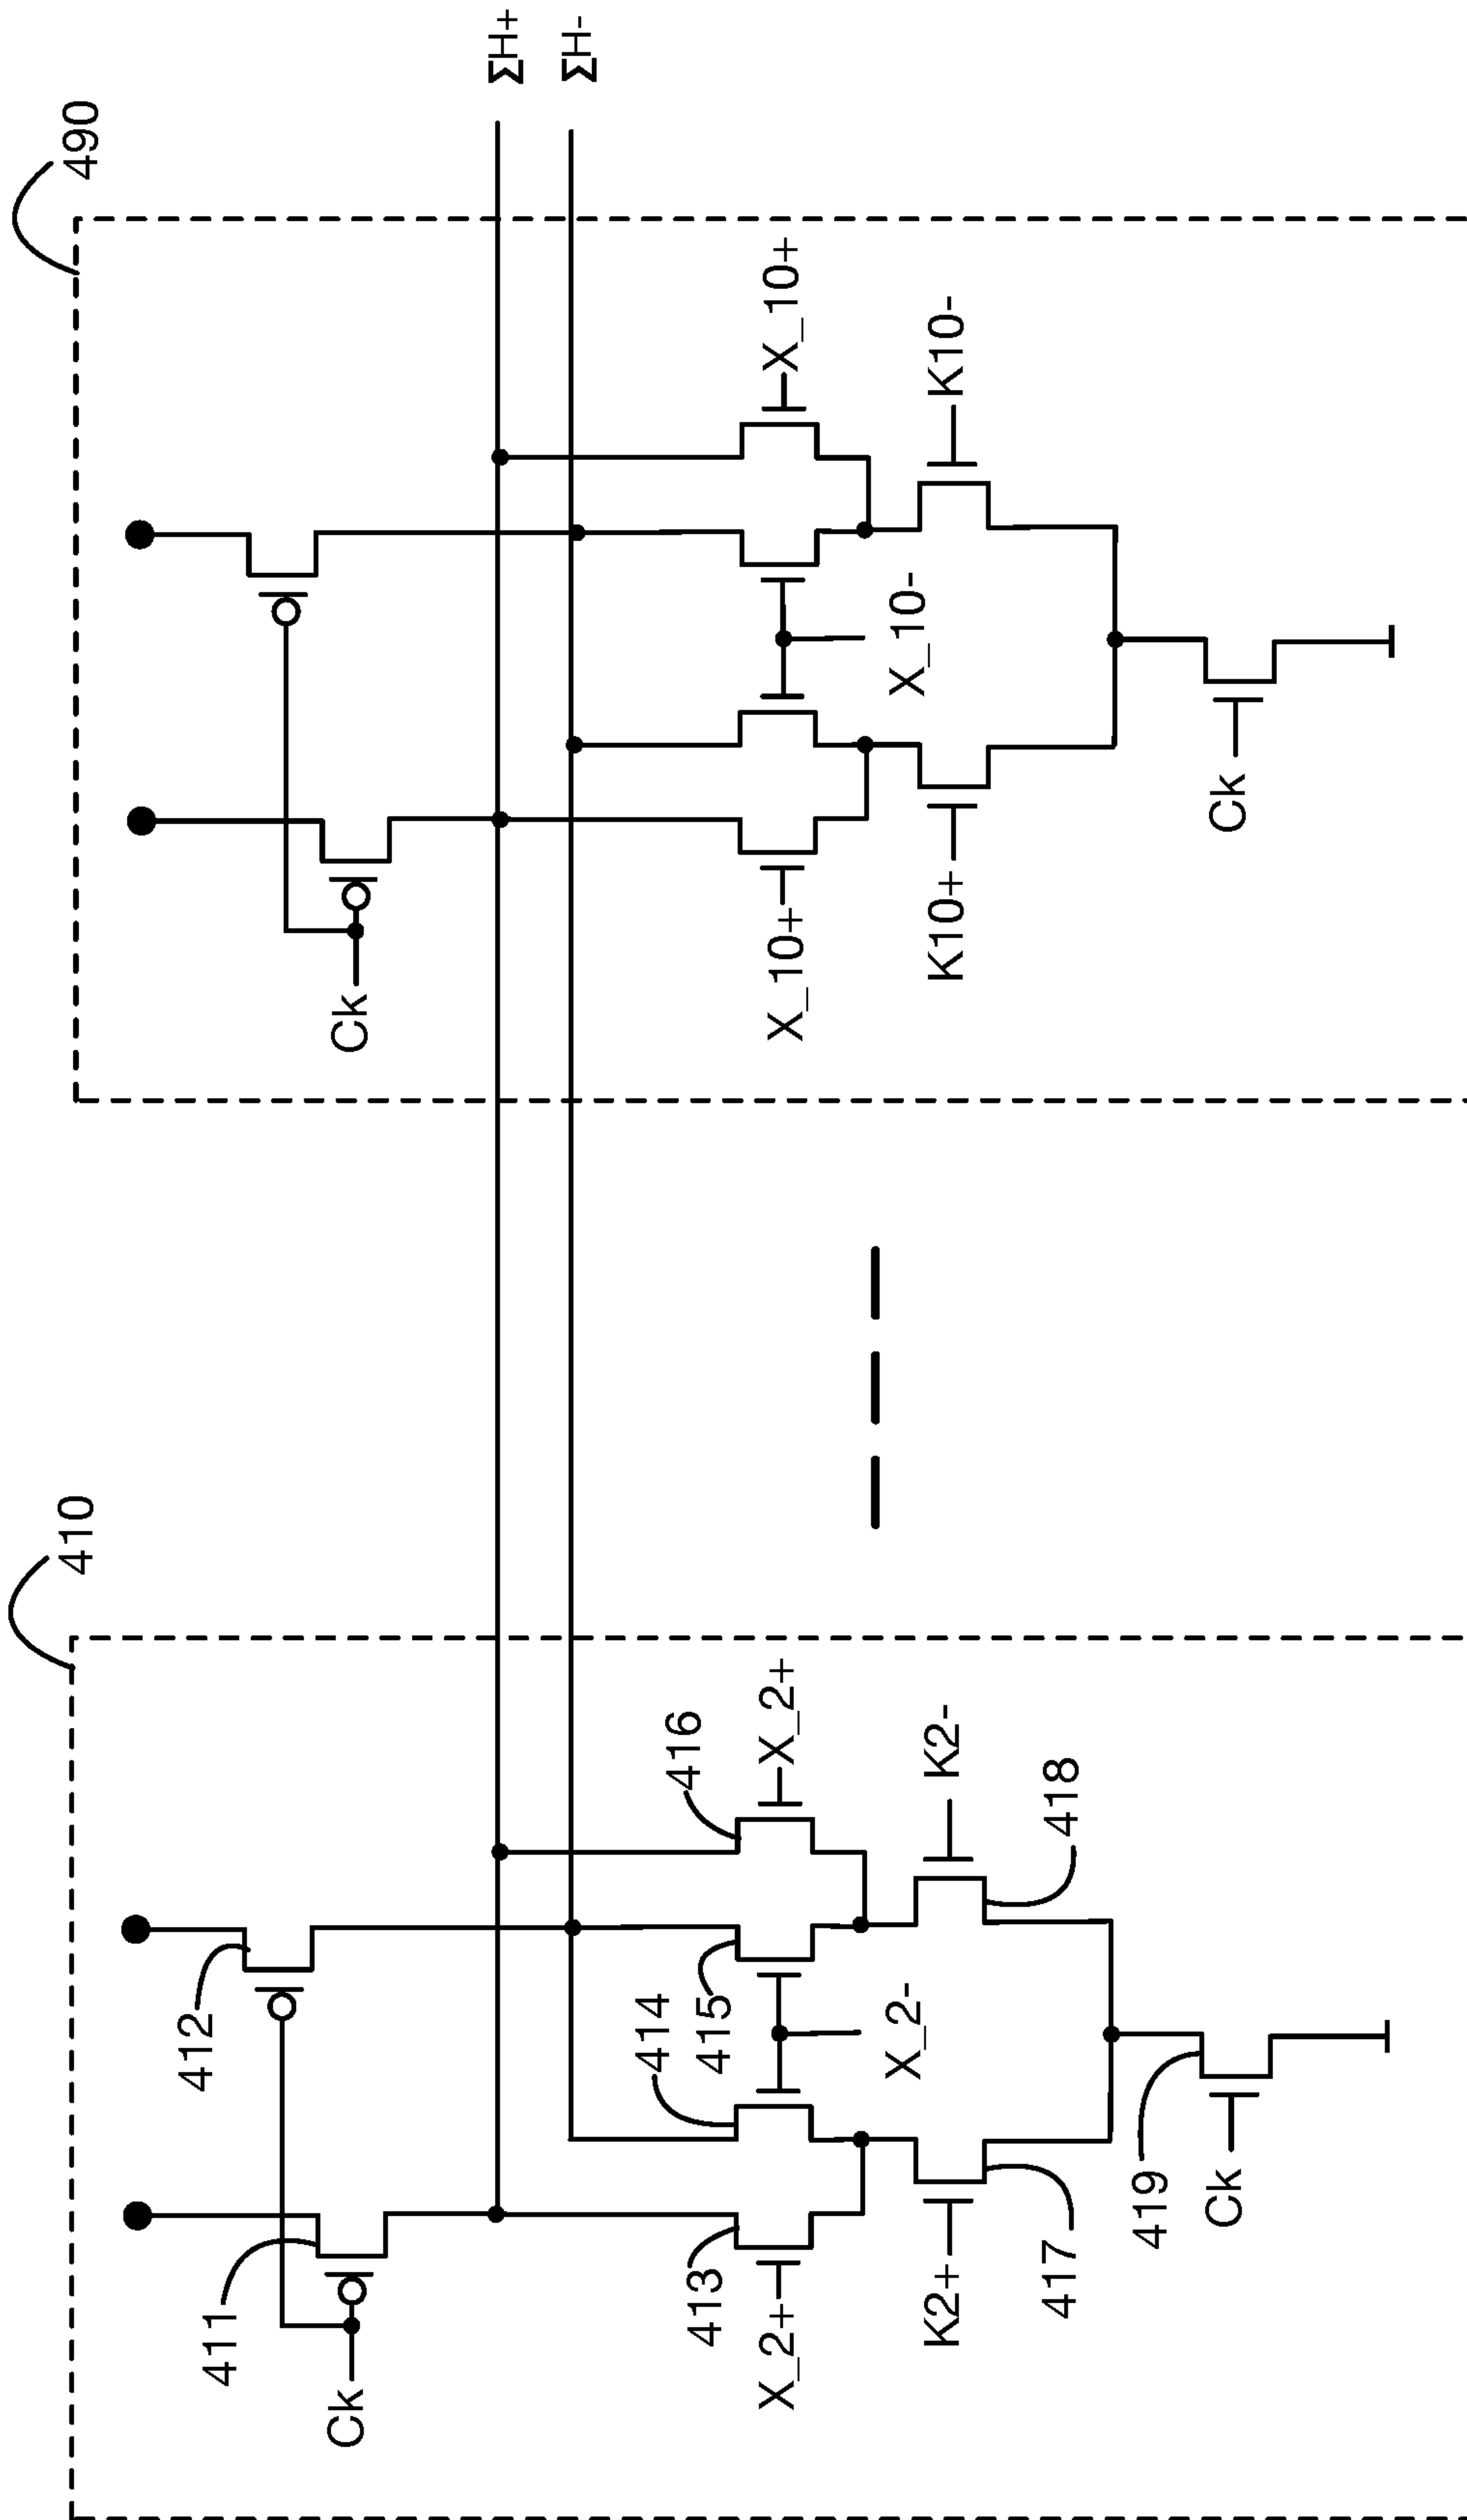 410
490
ΣH+
ΣH-
411
412
Ck
Ck
413
414
415
416
X_2+
X_2+
X_10+
X_10+
X_2-
X_10-
K2+
K2-
K10+
K10-
417
418
419
Ck
Ck